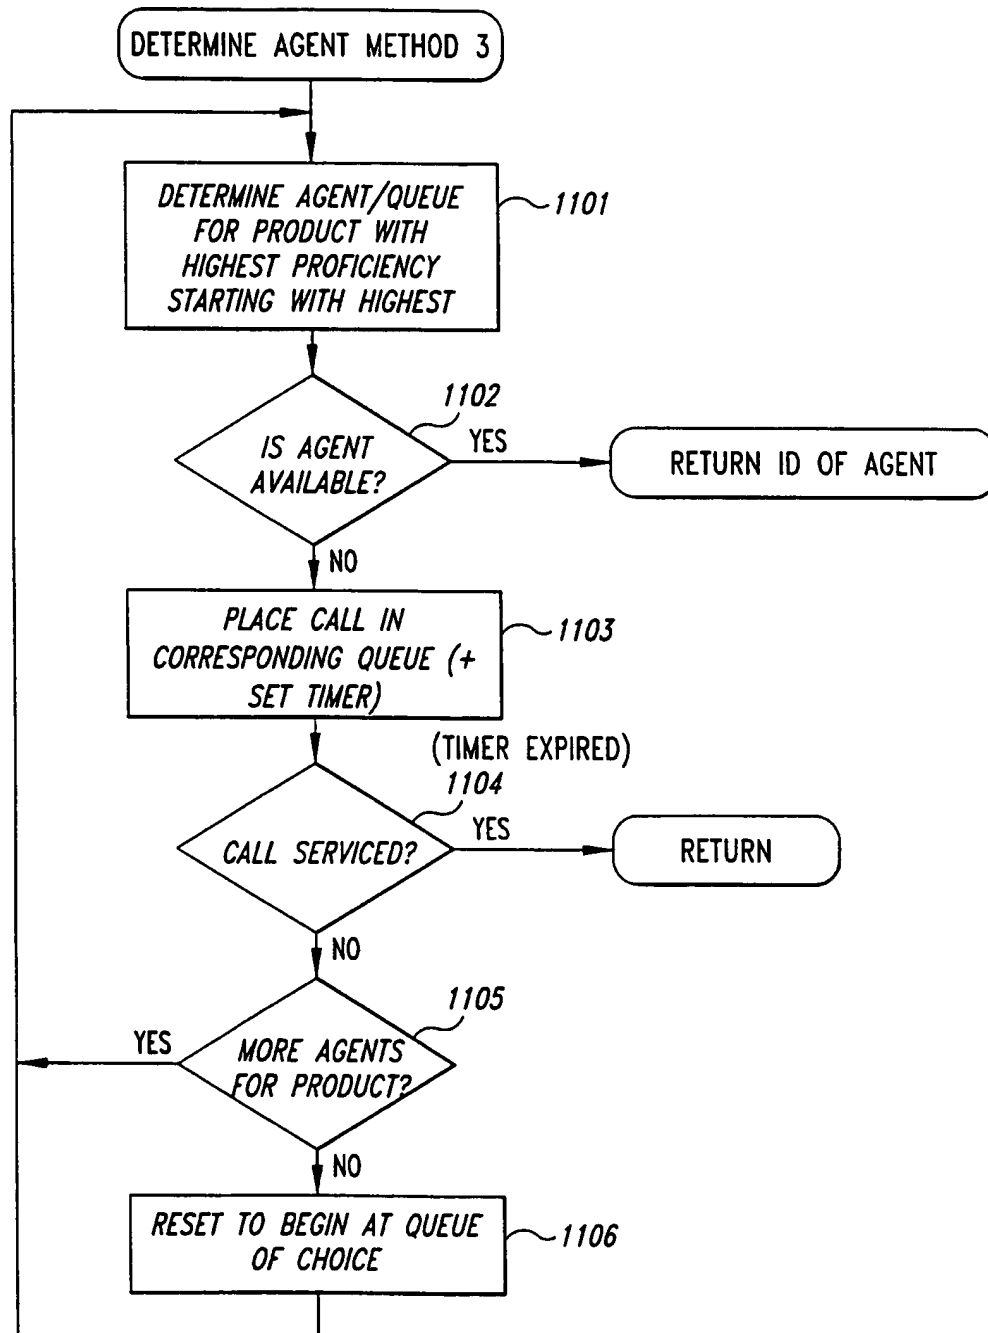 DETERMINE AGENT METHOD 3
DETERMINE AGENT/QUEUE
FOR PRODUCT WITH
HIGHEST PROFICIENCY
STARTING WITH HIGHEST
1101
1102
IS AGENT
AVAILABLE?
YES
RETURN ID OF AGENT
NO
PLACE CALL IN
CORRESPONDING QUEUE (+
SET TIMER)
1103
(TIMER EXPIRED)
1104
CALL SERVICED?
YES
RETURN
NO
1105
MORE AGENTS
FOR PRODUCT?
YES
NO
RESET TO BEGIN AT QUEUE
OF CHOICE
1106